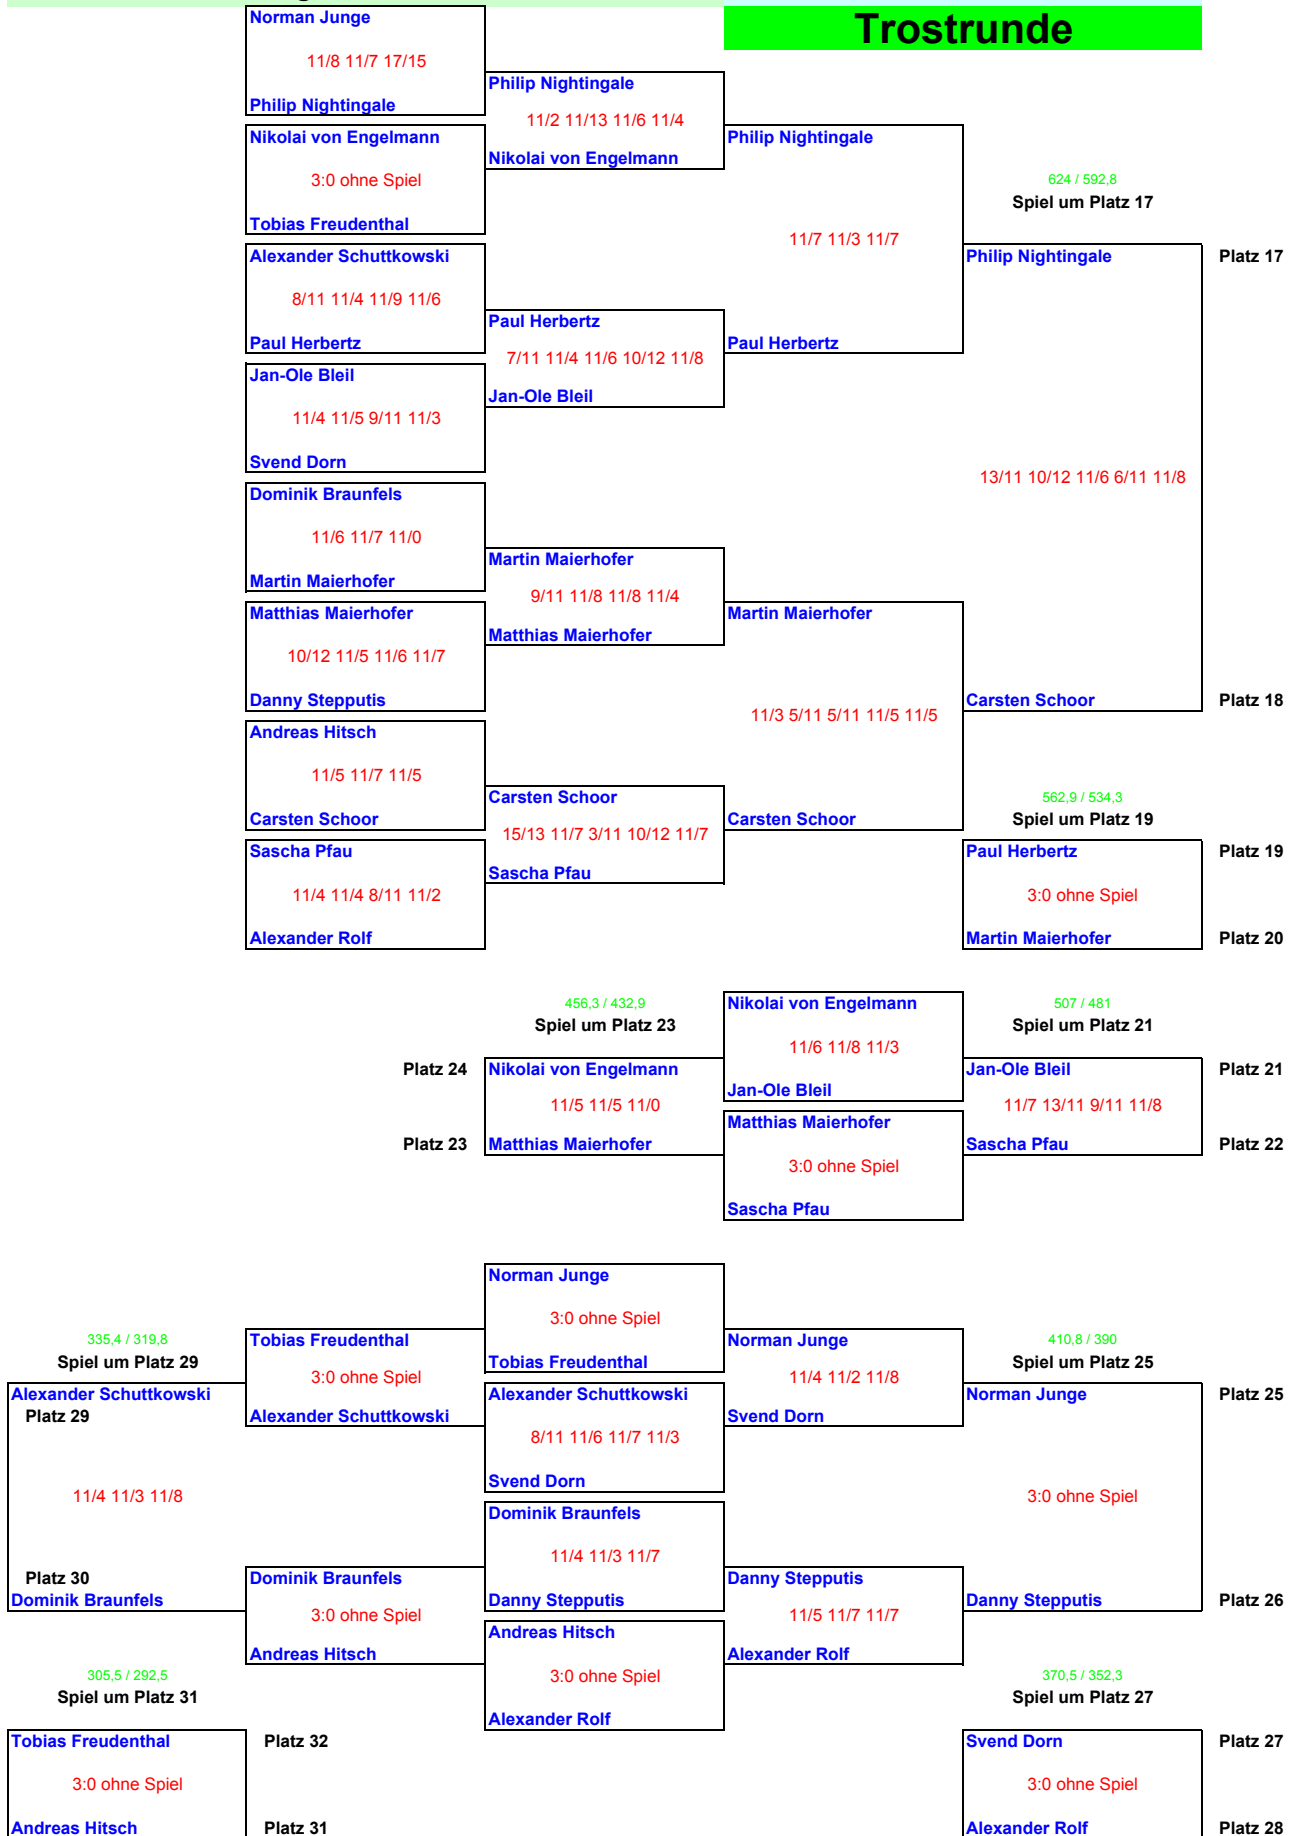 Norman Junge
Trostrunde
11/8 11/7 17/15
Philip Nightingale
Philip Nightingale
11/2 11/13 11/6 11/4
Nikolai von Engelmann
Philip Nightingale
Nikolai von Engelmann
3:0 ohne Spiel
624 / 592,8
Spiel um Platz 17
Tobias Freudenthal
11/7 11/3 11/7
Alexander Schuttkowski
Philip Nightingale
Platz 17
8/11 11/4 11/9 11/6
Paul Herbertz
Paul Herbertz
Paul Herbertz
7/11 11/4 11/6 10/12 11/8
Jan-Ole Bleil
Jan-Ole Bleil
11/4 11/5 9/11 11/3
Svend Dorn
13/11 10/12 11/6 6/11 11/8
Dominik Braunfels
11/6 11/7 11/0
Martin Maierhofer
Martin Maierhofer
9/11 11/8 11/8 11/4
Matthias Maierhofer
Martin Maierhofer
Matthias Maierhofer
10/12 11/5 11/6 11/7
Danny Stepputis
Carsten Schoor
Platz 18
11/3 5/11 5/11 11/5 11/5
Andreas Hitsch
11/5 11/7 11/5
Carsten Schoor
562,9 / 534,3
Carsten Schoor
Carsten Schoor
Spiel um Platz 19
15/13 11/7 3/11 10/12 11/7
Sascha Pfau
Paul Herbertz
Platz 19
Sascha Pfau
11/4 11/4 8/11 11/2
3:0 ohne Spiel
Alexander Rolf
Martin Maierhofer
Platz 20
456,3 / 432,9
Nikolai von Engelmann
507 / 481
Spiel um Platz 23
Spiel um Platz 21
11/6 11/8 11/3
Platz 24
Nikolai von Engelmann
Jan-Ole Bleil
Platz 21
Jan-Ole Bleil
11/5 11/5 11/0
11/7 13/11 9/11 11/8
Matthias Maierhofer
Platz 23
Matthias Maierhofer
Sascha Pfau
Platz 22
3:0 ohne Spiel
Sascha Pfau
Norman Junge
3:0 ohne Spiel
335,4 / 319,8
Tobias Freudenthal
Norman Junge
410,8 / 390
Spiel um Platz 29
Tobias Freudenthal
Spiel um Platz 25
3:0 ohne Spiel
11/4 11/2 11/8
Alexander Schuttkowski
Alexander Schuttkowski
Norman Junge
Platz 25
Platz 29
Alexander Schuttkowski
Svend Dorn
8/11 11/6 11/7 11/3
Svend Dorn
11/4 11/3 11/8
3:0 ohne Spiel
Dominik Braunfels
11/4 11/3 11/7
Platz 30
Dominik Braunfels
Danny Stepputis
Dominik Braunfels
Danny Stepputis
Danny Stepputis
Platz 26
3:0 ohne Spiel
11/5 11/7 11/7
Andreas Hitsch
Andreas Hitsch
Alexander Rolf
305,5 / 292,5
3:0 ohne Spiel
370,5 / 352,3
Spiel um Platz 31
Spiel um Platz 27
Alexander Rolf
Tobias Freudenthal
Platz 32
Svend Dorn
Platz 27
3:0 ohne Spiel
3:0 ohne Spiel
Andreas Hitsch
Platz 31
Alexander Rolf
Platz 28